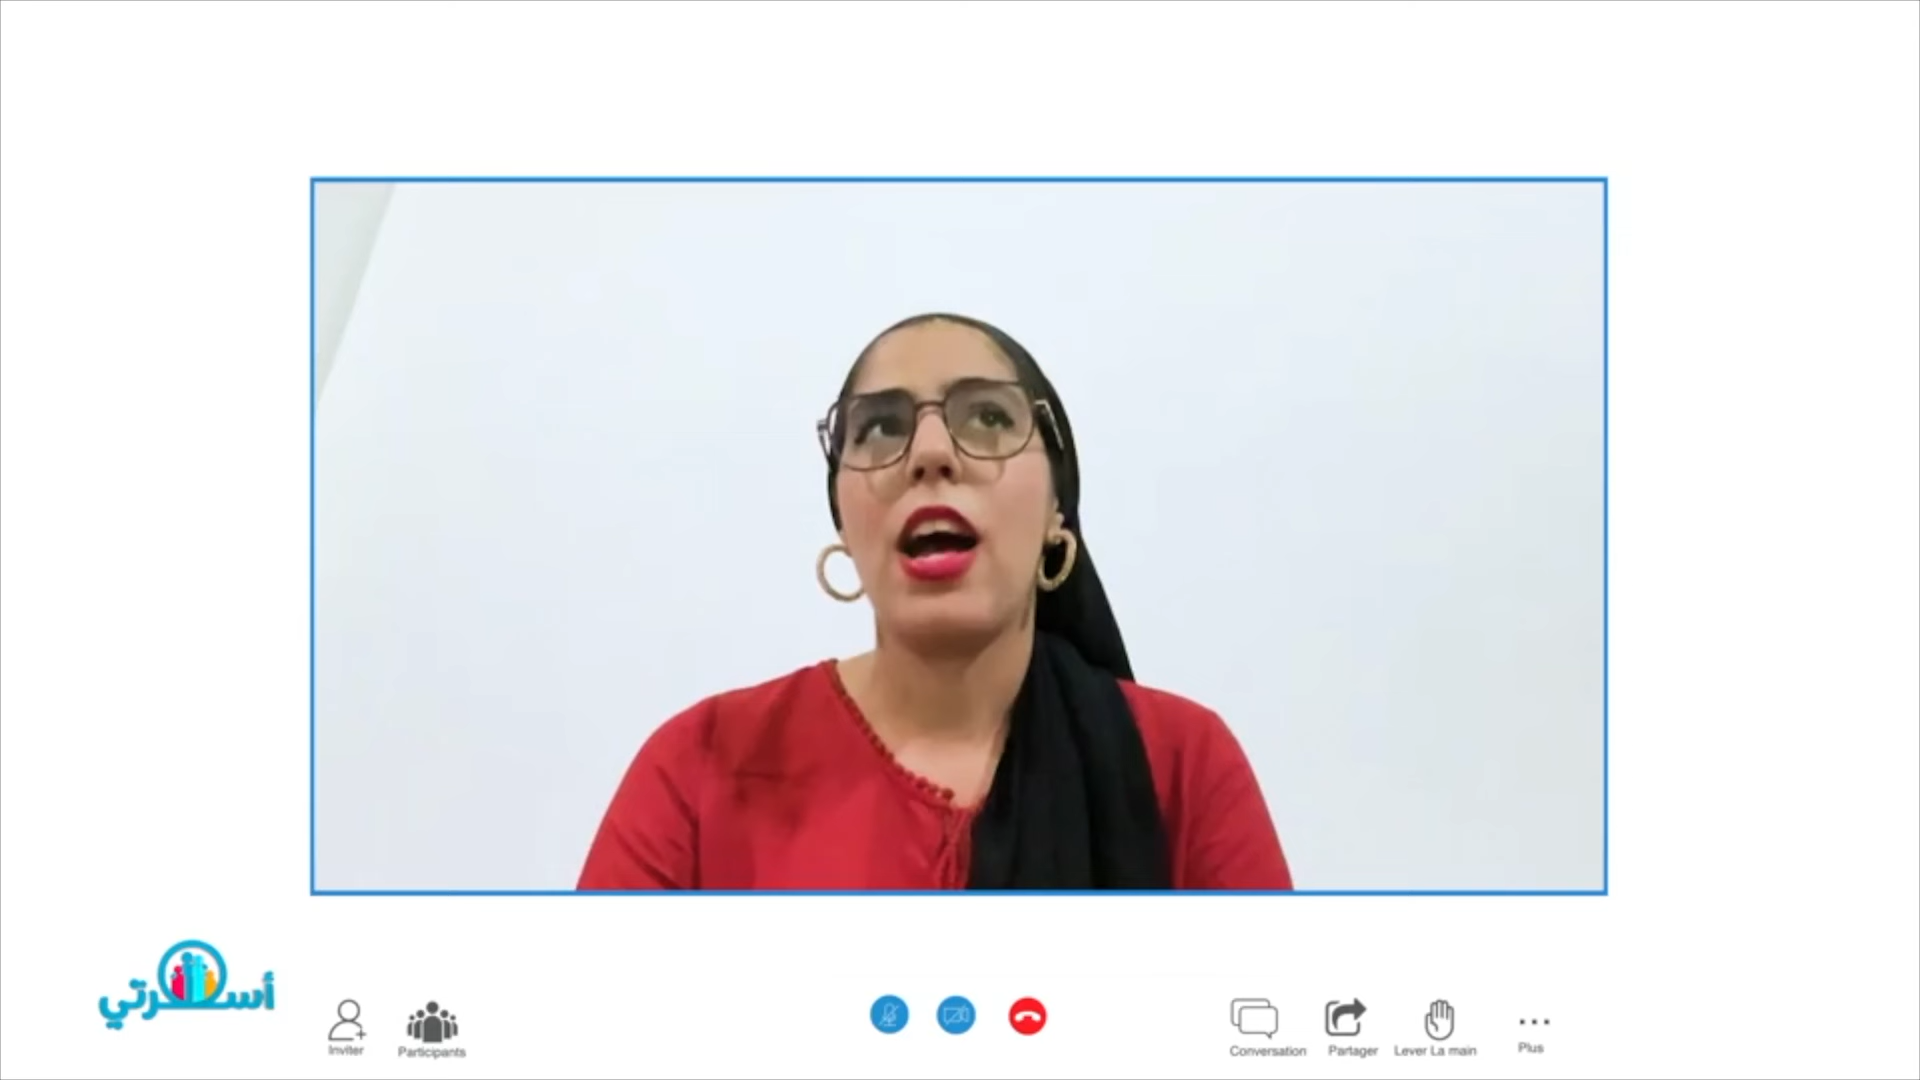 أسرتي
Inviter
Participants
Conversation
Partager
Lever La main
Plus